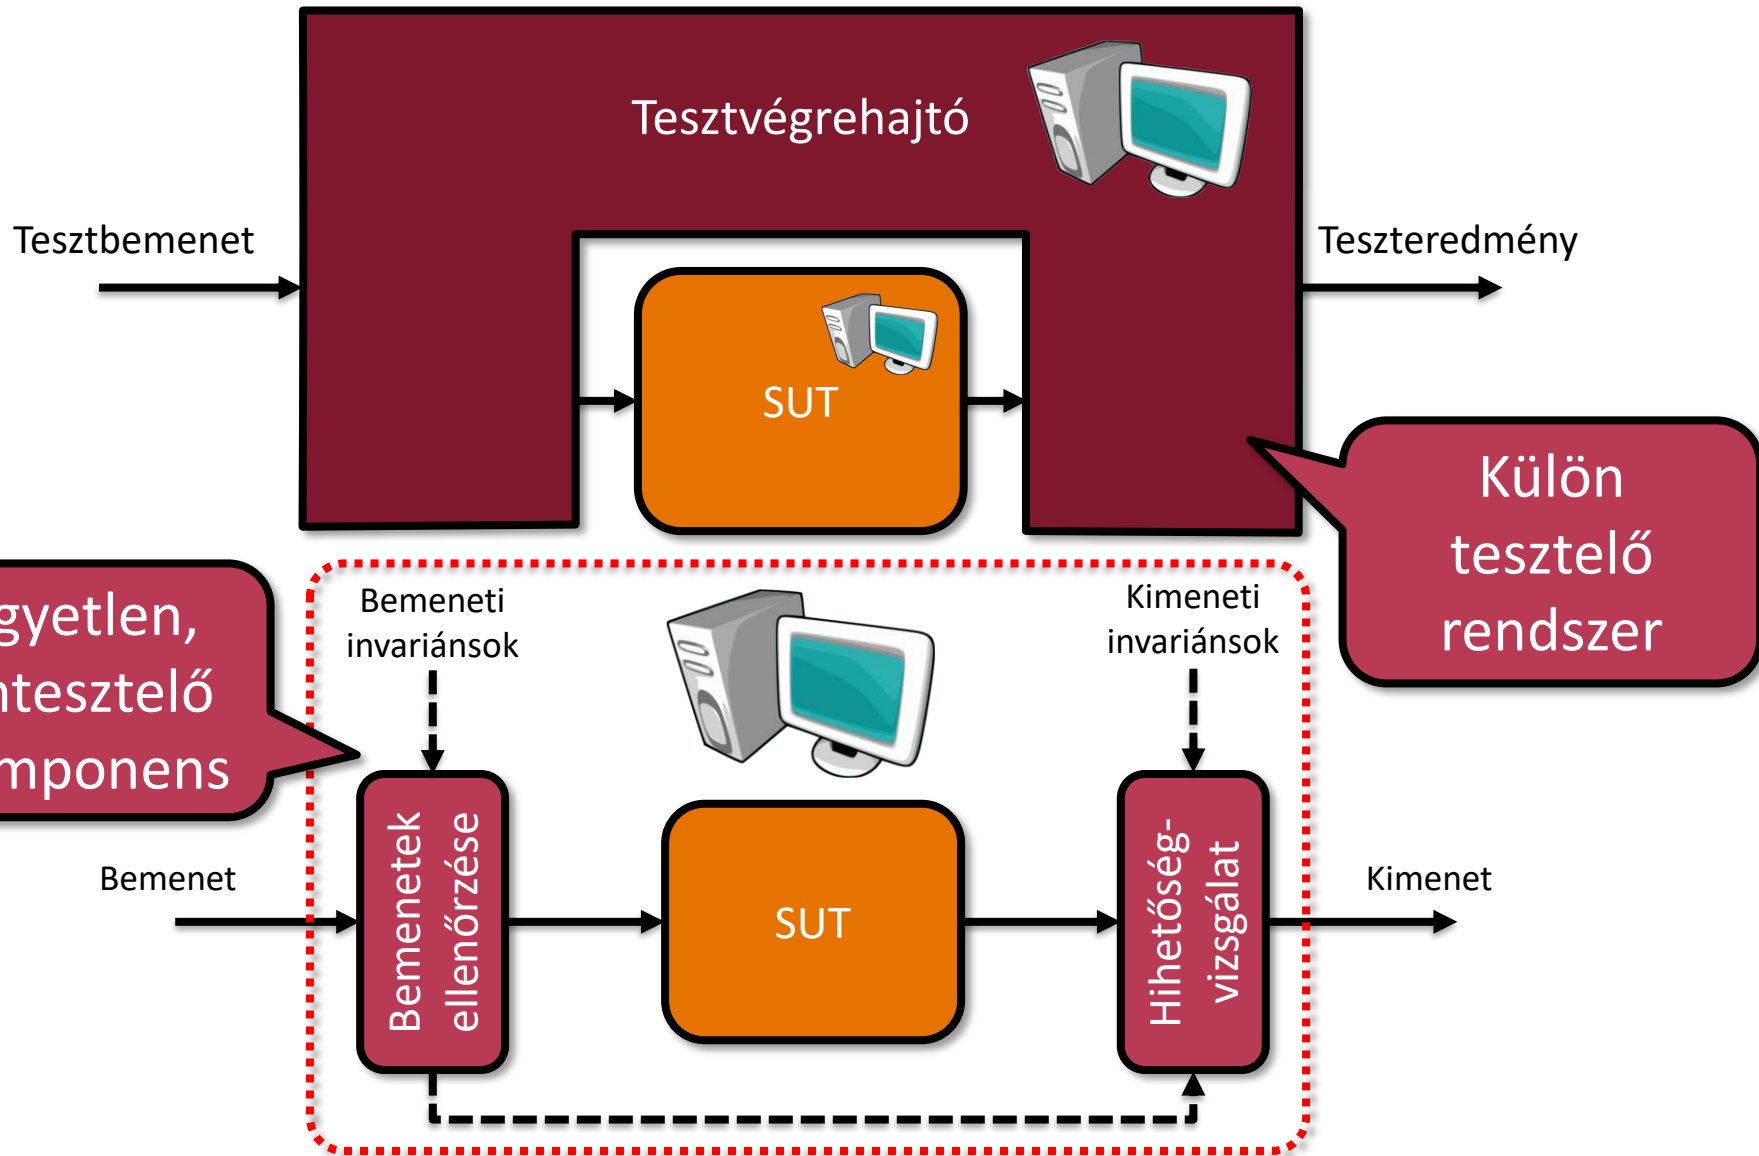 Tesztvégrehajtó
Tesztbemenet
Teszteredmény
SUT
Külön
tesztelő
rendszer
gyetlen,
ntesztelő
mponens
Bemeneti
invariánsok
Kimeneti
invariánsok
Bemenetek
ellenőrzése
Hihetőség-
vizsgálat
Bemenet
SUT
Kimenet